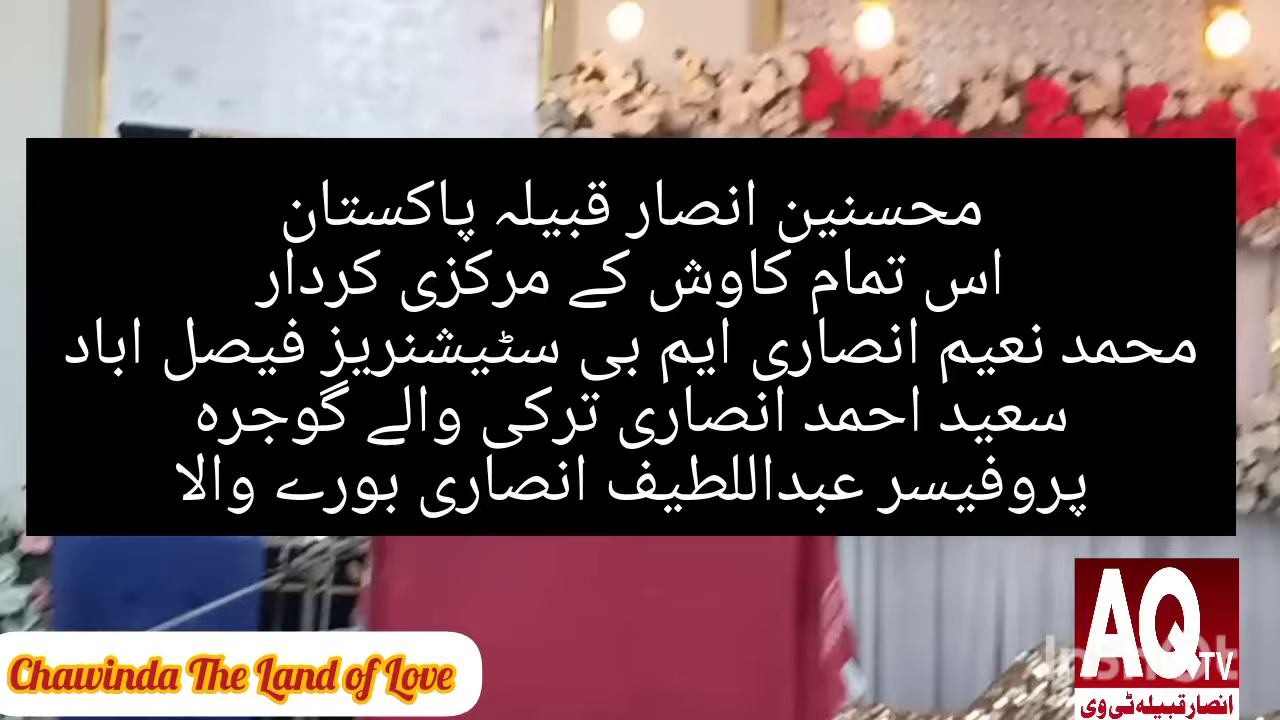 محسنین انصار قبیلہ پاکستان
اس تمام کاوش کے مرکزی کردار
محمد نعیم انصاری ایم بی سٹیشنریز فیصل اباد
سعید احمد انصاری ترکی والے گوجرہ
پروفیسر عبداللطیف انصاری بورے والا
Chawinda The Land of Love
AQ TV
انصار قبیلہ ٹی وی